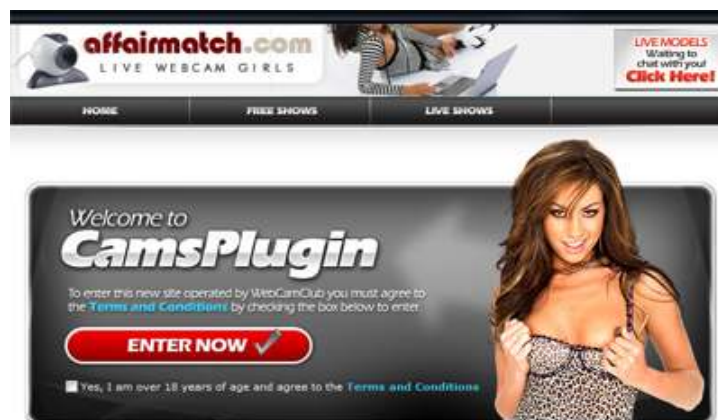 affairmatch.com
LIVE WEBCAM GIRLS
LIVE MODELS
Waiting to
chat with you!
Click Here!
HOME
FREE SHOWS
LIVE SHOWS
Welcome to
CamsPlugin
To enter this new site operated by WebCamClub you must agree to
the Terms and Conditions by checking the box below to enter.
ENTER NOW
Yes, I am over 18 years of age and agree to the Terms and Conditions